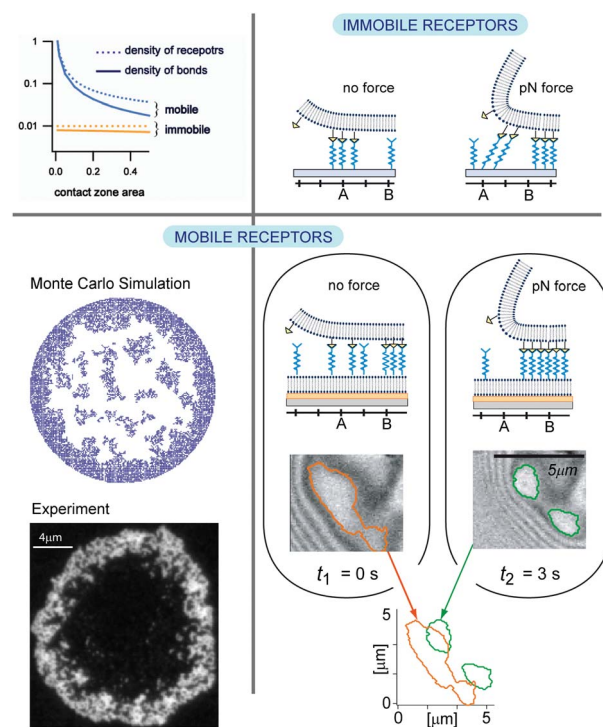 IMMOBILE RECEPTORS
1
0.1
0.01
density of recepotrs
density of bonds
mobile
immobile
0.0
0.2
0.4
contact zone area
no force
pN force
A
B
A
B
MOBILE RECEPTORS
Monte Carlo Simulation
no force
pN force
A
B
A
B
5μm
Experiment
4μm
t1 = 0 s
t2 = 3 s
5
[μm]
0
0
[μm]
5